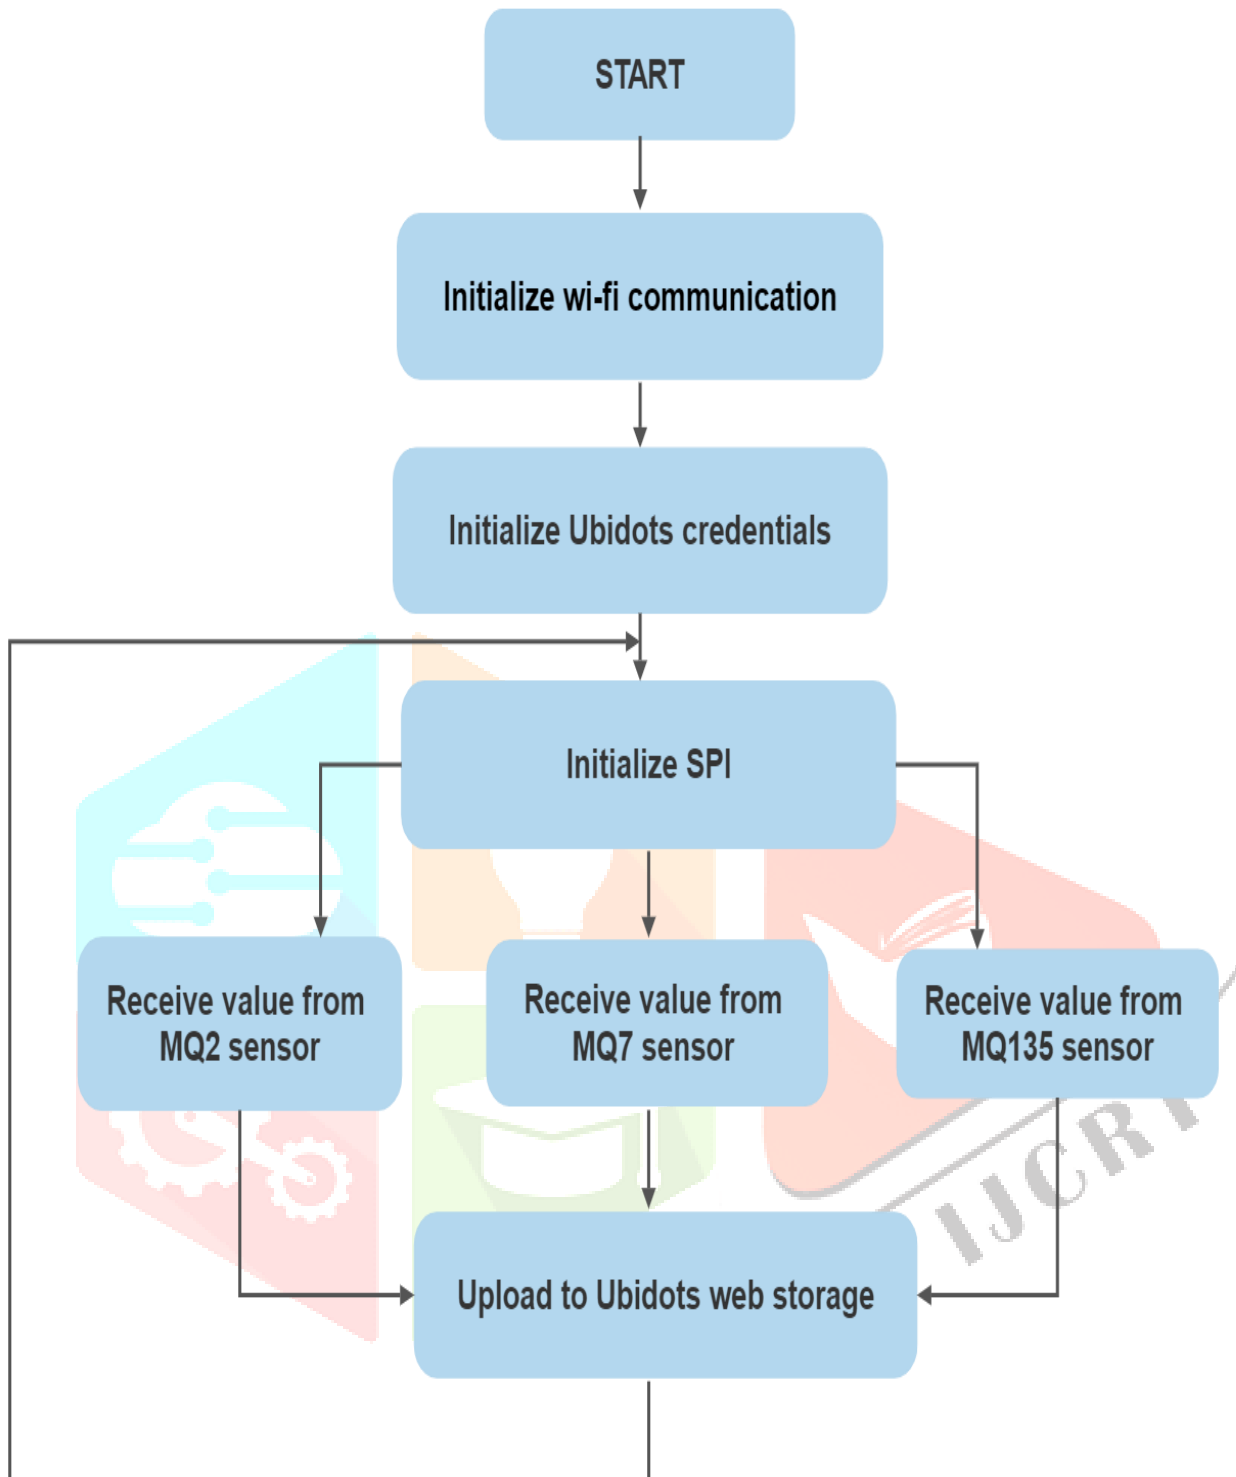 START
Initialize wi-fi communication
Initialize Ubidots credentials
Initialize SPI
Receive value from
MQ2 sensor
Receive value from
MQ7 sensor
Receive value from
MQ135 sensor
Upload to Ubidots web storage
IJCRT